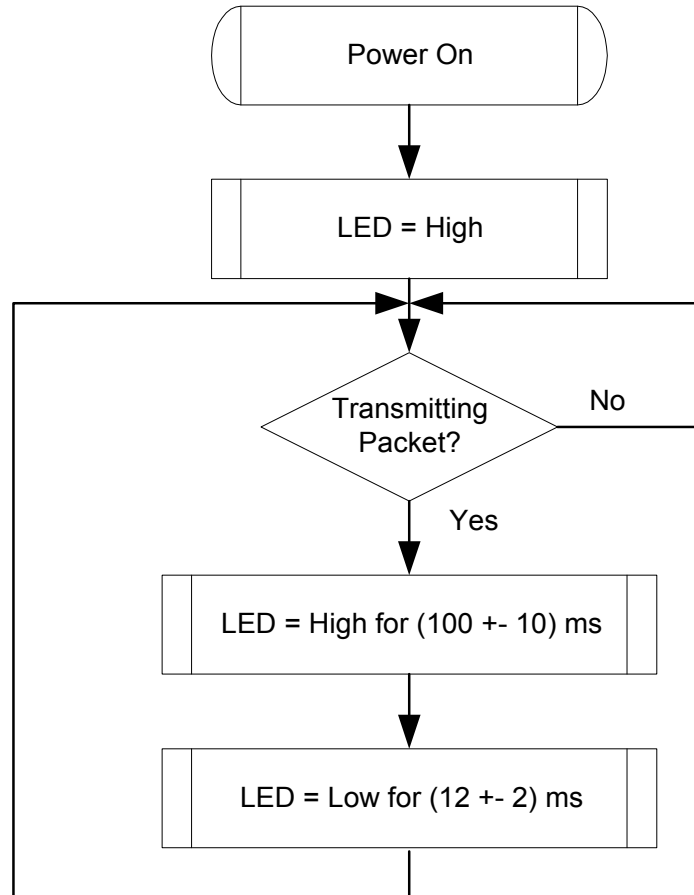 Power On
LED = High
Transmitting
Packet?
No
Yes
LED = High for (100 +- 10) ms
LED = Low for (12 +- 2) ms